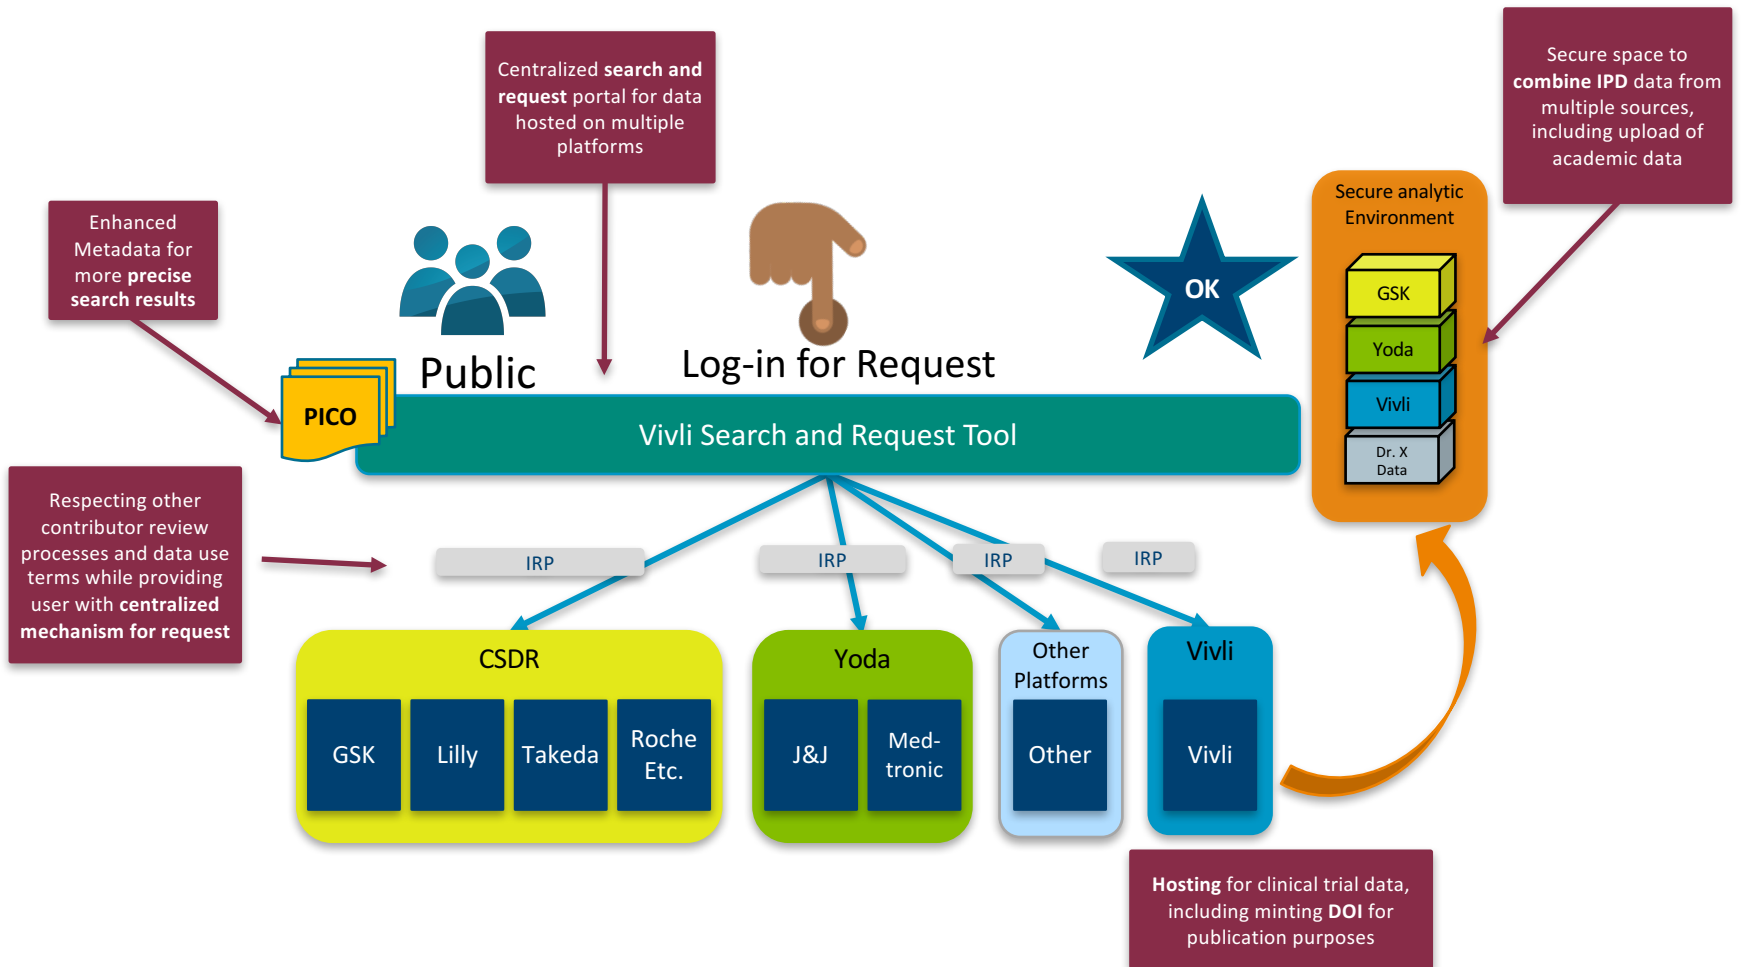 Centralized search and
request portal for data
hosted on multiple
platforms
Secure space to
combine IPD data from
multiple sources,
including upload of
academic data
Enhanced
Metadata for
more precise
search results
Public
Log-in for Request
OK
Secure analytic
Environment
GSK
Yoda
Vivli
Dr. X
Data
PICO
Vivli Search and Request Tool
Respecting other
contributor review
processes and data use
terms while providing
user with centralized
mechanism for request
IRP
IRP
IRP
IRP
CSDR
GSK
Lilly
Takeda
Roche
Etc.
Yoda
J&J
Med-
tronic
Other
Platforms
Other
Vivli
Vivli
Hosting for clinical trial data,
including minting DOI for
publication purposes